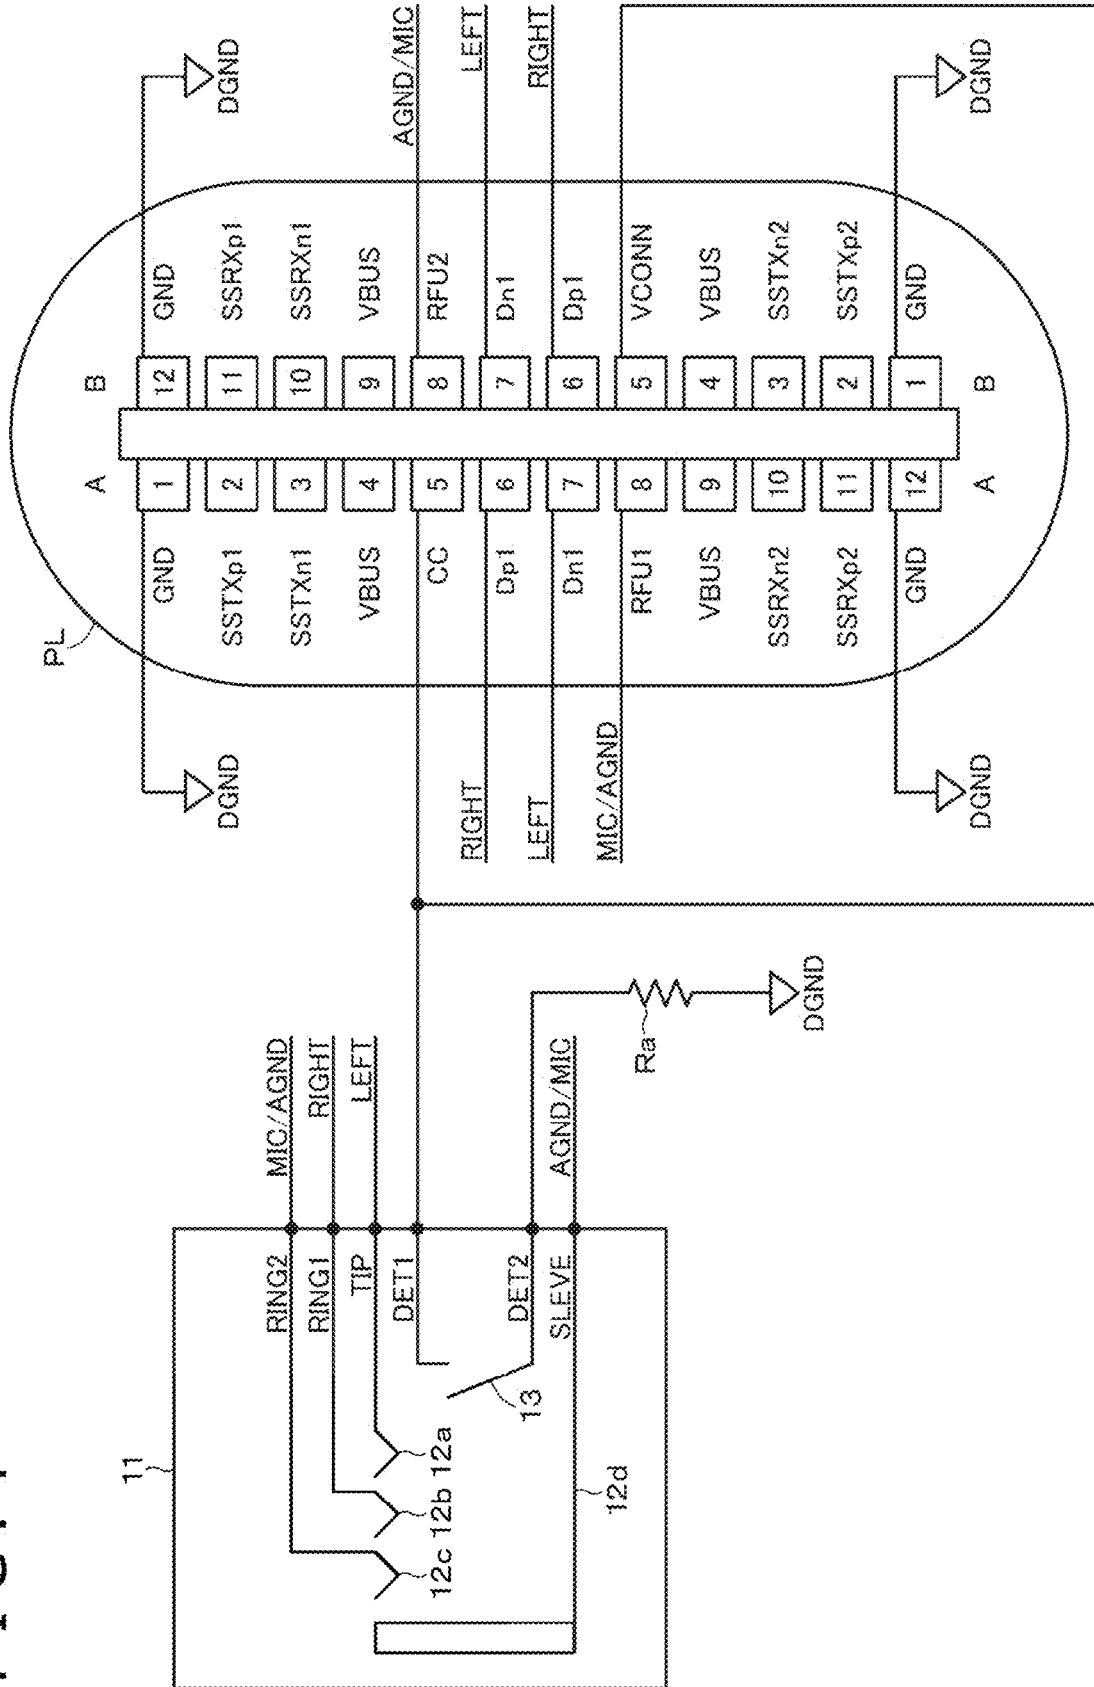 11
RING2
RING1
TIP
DET1
DET2
SLEVE
12a
12b
12c
12d
13
MIC/AGND
RIGHT
LEFT
AGND/MIC
Ra
DGND
PL
DGND
RIGHT
LEFT
MIC/AGND
DGND
A
GND 1
SSTXp1 2
SSTXn1 3
VBUS 4
CC 5
Dp1 6
Dn1 7
RFU1 8
VBUS 9
SSRXn2 10
SSRXp2 11
GND 12
A
B
12 GND
11 SSRXp1
10 SSRXn1
9 VBUS
8 RFU2
7 Dn1
6 Dp1
5 VCONN
4 VBUS
3 SSTXn2
2 SSTXp2
1 GND
B
DGND
AGND/MIC
LEFT
RIGHT
DGND